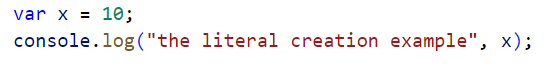 var x = 10;
console.log("the literal creation example", x);